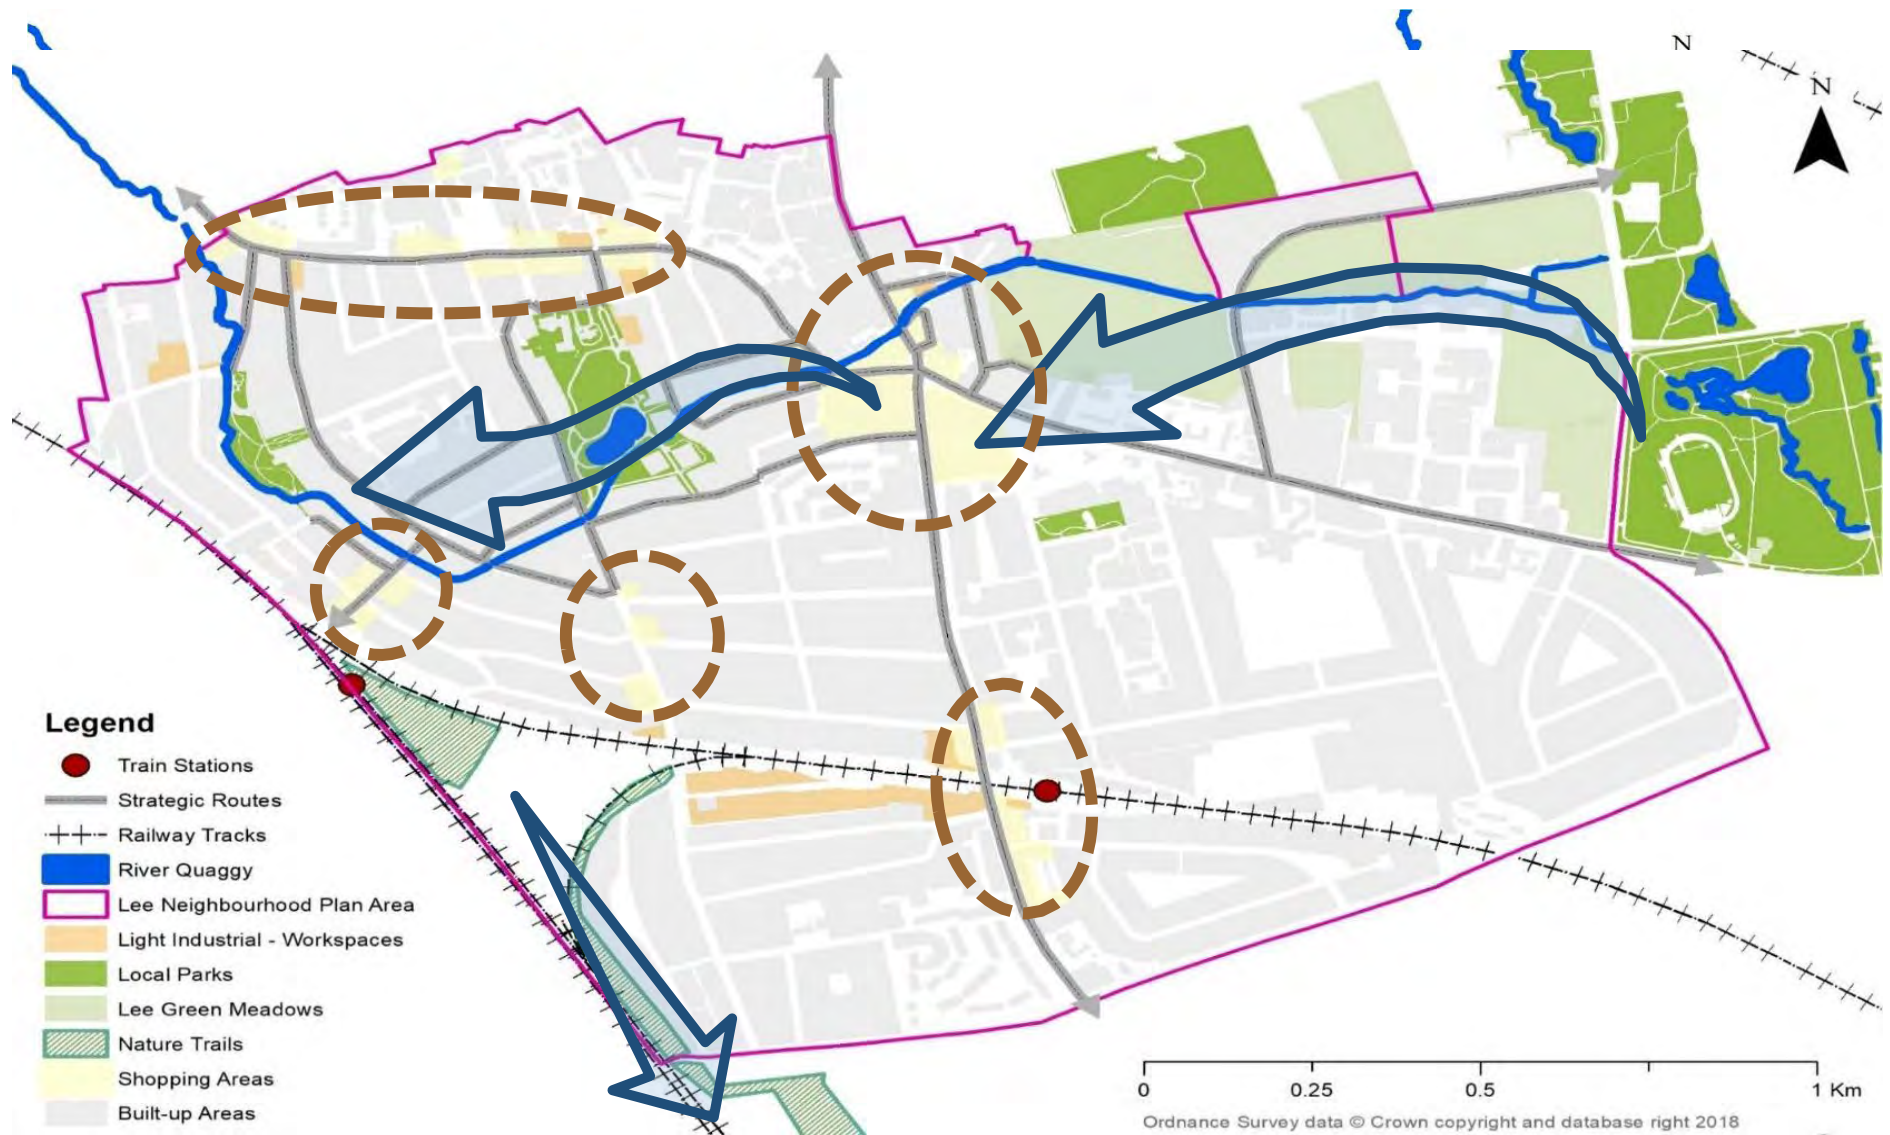 N
N
Legend
Train Stations
Strategic Routes
Railway Tracks
River Quaggy
Lee Neighbourhood Plan Area
Light Industrial - Workspaces
Local Parks
Lee Green Meadows
Nature Trails
Shopping Areas
Built-up Areas
0 0.25 0.5 1 Km
Ordnance Survey data © Crown copyright and database right 2018